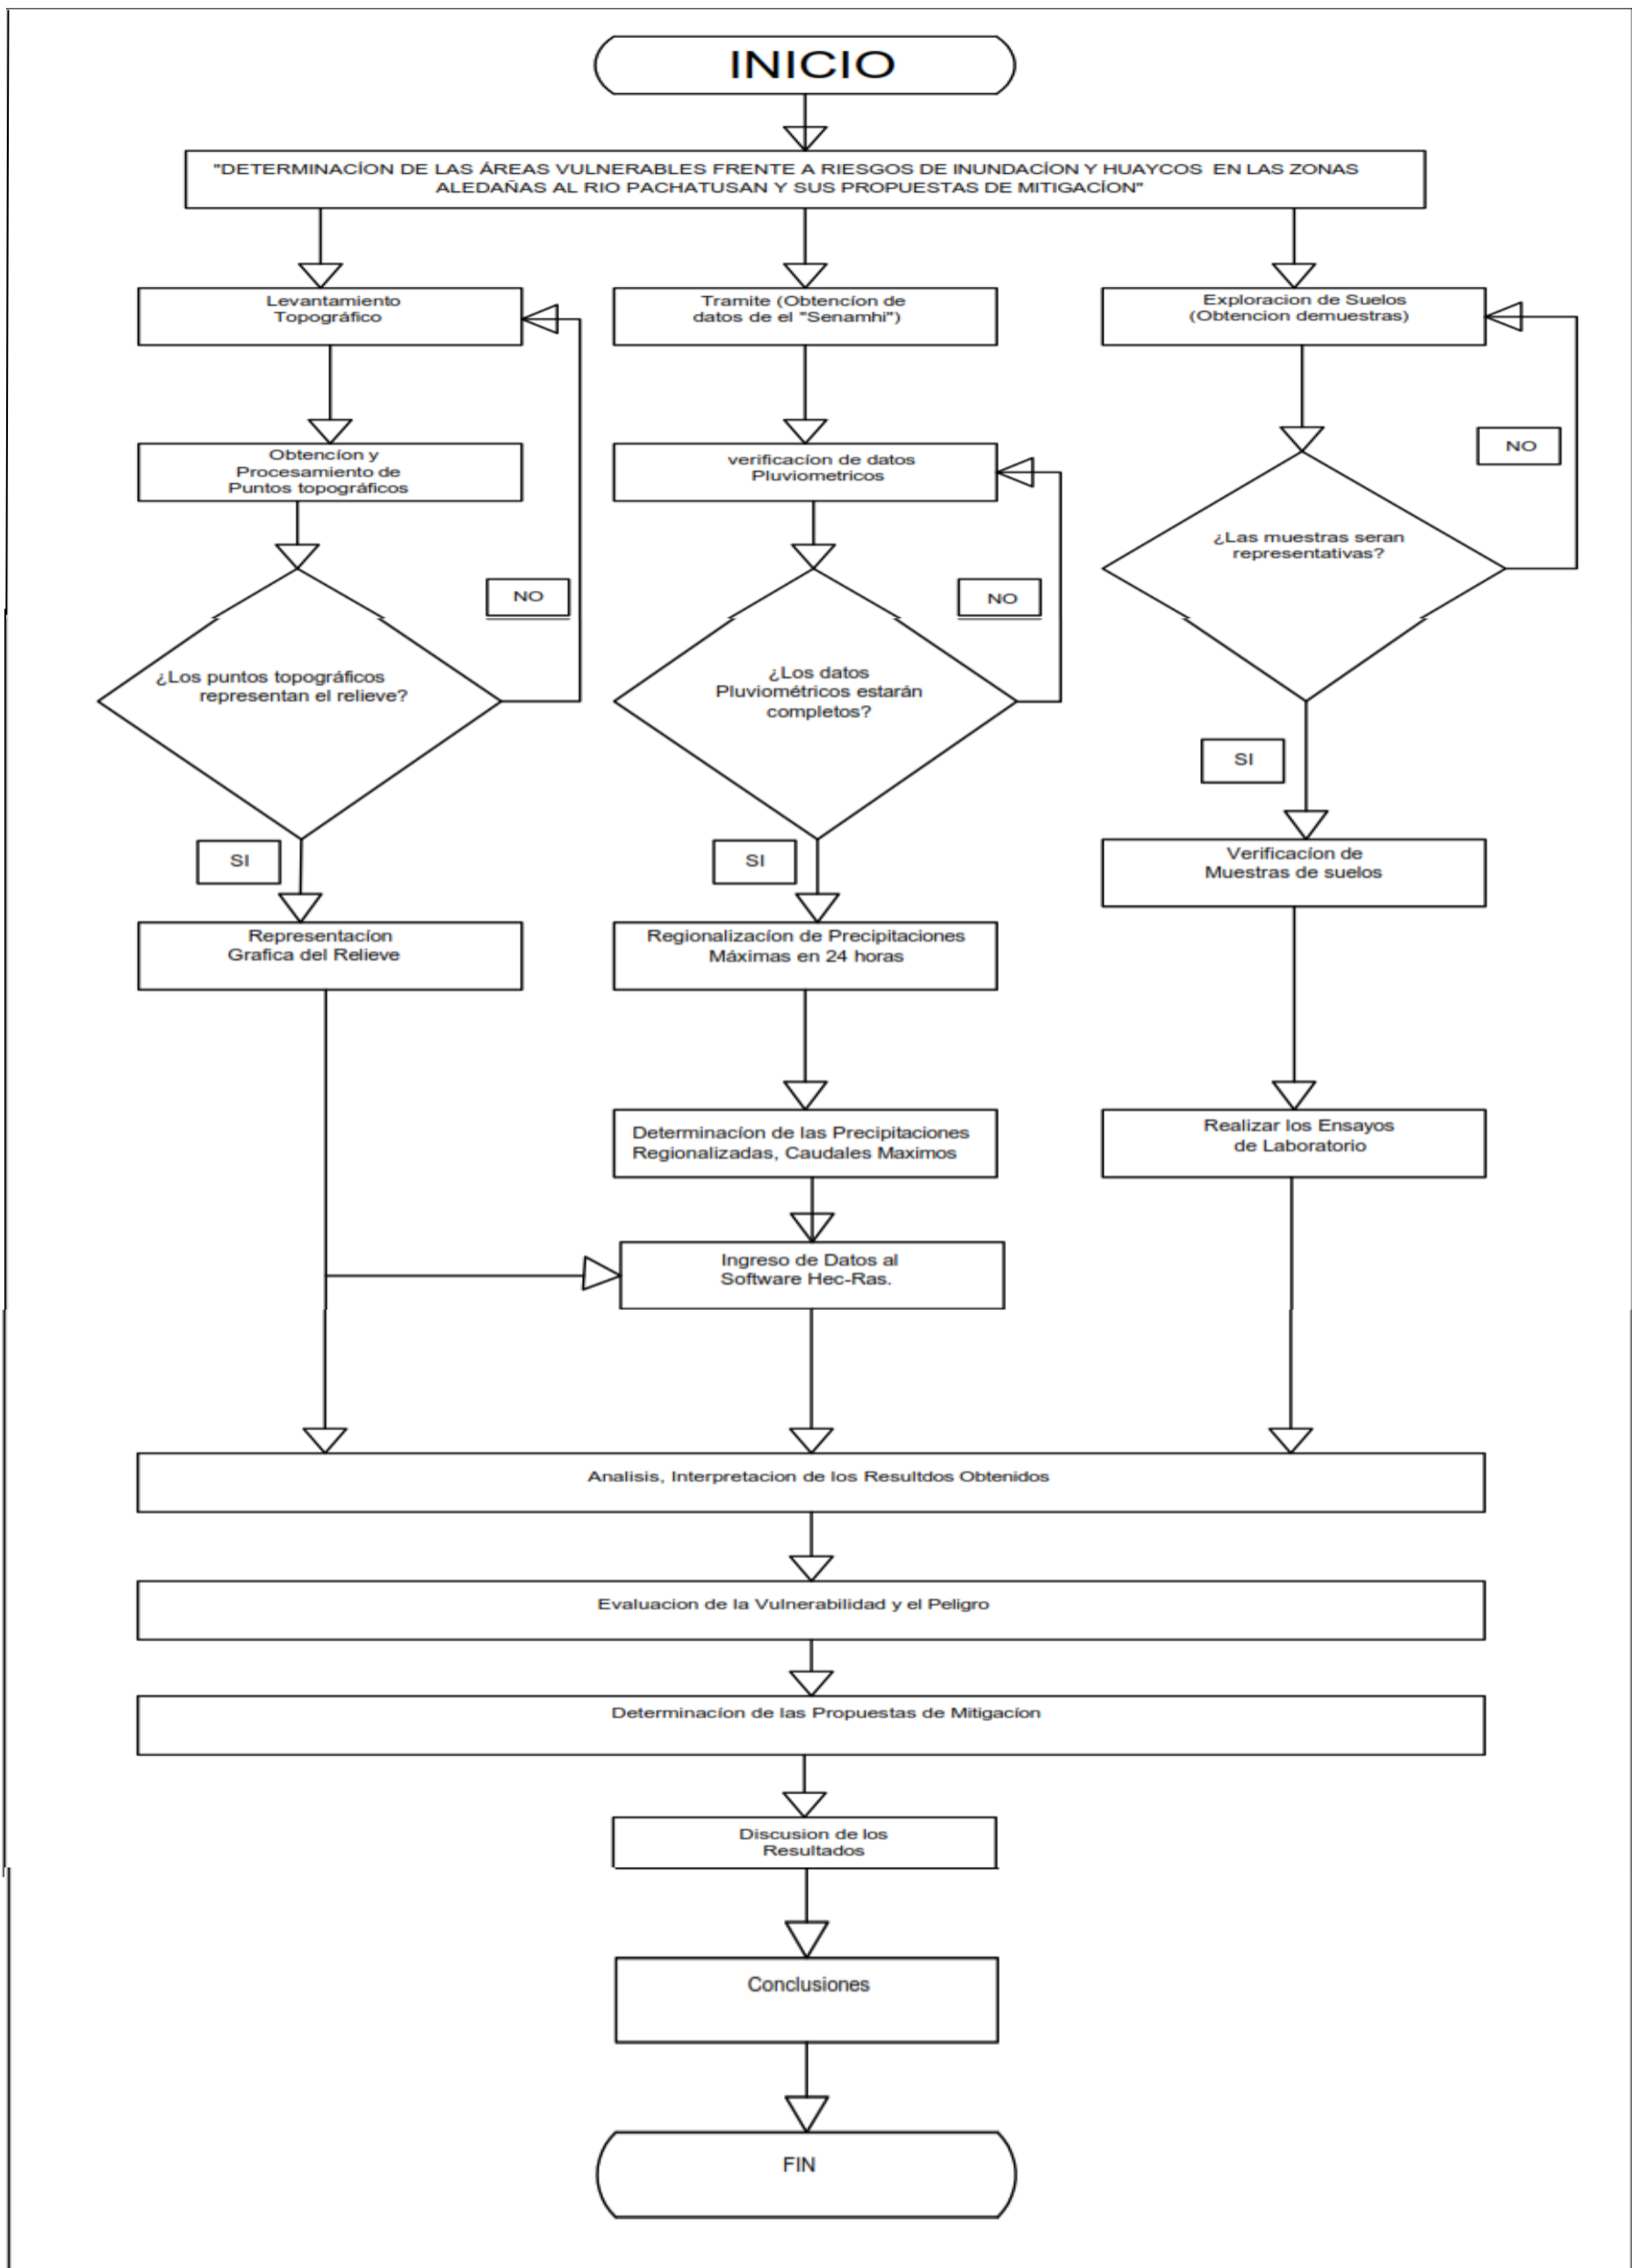 INICIO
"DETERMINACÍON DE LAS ÁREAS VULNERABLES FRENTE A RIESGOS DE INUNDACÍON Y HUAYCOS EN LAS ZONAS
ALEDAÑAS AL RIO PACHATUSAN Y SUS PROPUESTAS DE MITIGACÍON"
Levantamiento
Topográfico
Tramite (Obtencíon de
datos de el "Senamhi")
Exploracion de Suelos
(Obtencion demuestras)
Obtencíon y
Procesamiento de
Puntos topográficos
verificacíon de datos
Pluviometricos
NO
¿Las muestras seran
representativas?
NO
NO
¿Los puntos topográficos
representan el relieve?
¿Los datos
Pluviométricos estarán
completos?
SI
SI
SI
Verificacíon de
Muestras de suelos
Representacíon
Grafica del Relieve
Regionalizacíon de Precipitaciones
Máximas en 24 horas
Determinacíon de las Precipitaciones
Regionalizadas, Caudales Maximos
Realizar los Ensayos
de Laboratorio
Ingreso de Datos al
Software Hec-Ras.
Analisis, Interpretacion de los Resultdos Obtenidos
Evaluacion de la Vulnerabilidad y el Peligro
Determinacíon de las Propuestas de Mitigacíon
Discusion de los
Resultados
Conclusiones
FIN